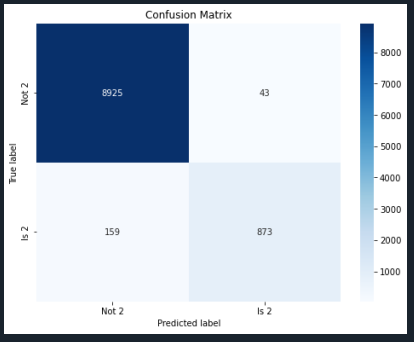 Confusion Matrix
Not 2
8925
43
Is 2
159
873
True label
Not 2
Is 2
Predicted label
8000
7000
6000
5000
4000
3000
2000
1000